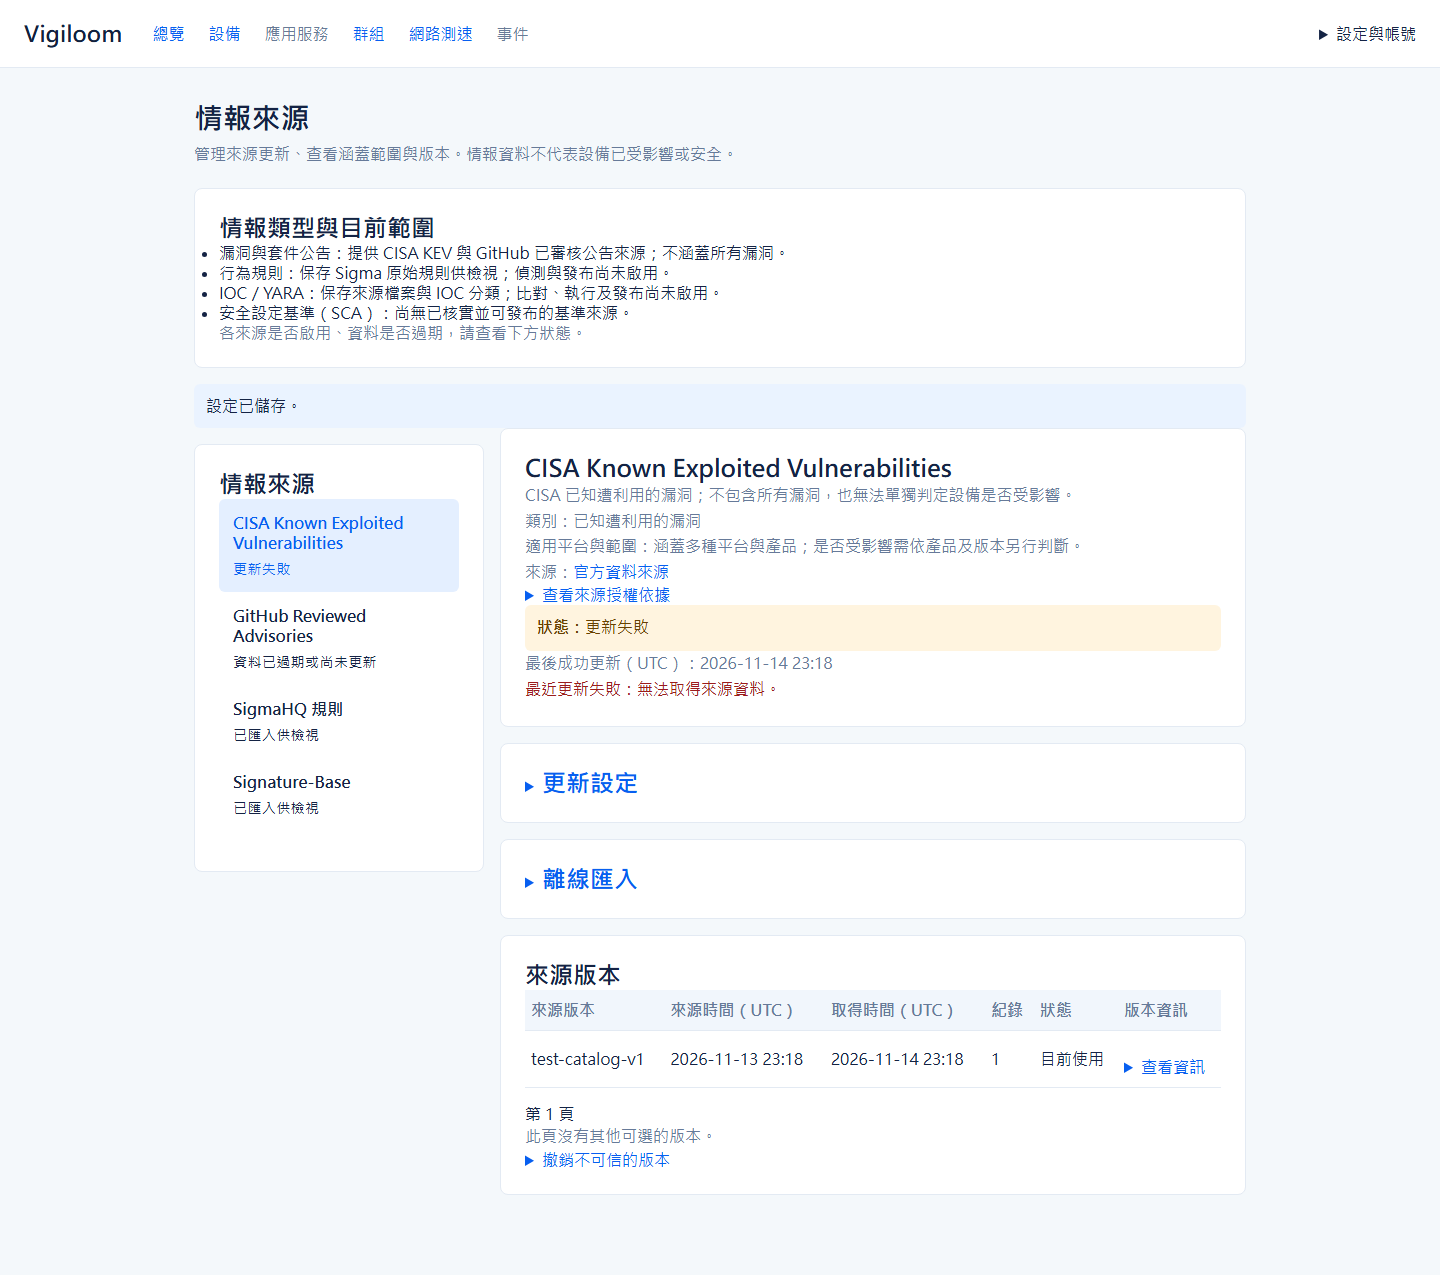 Vigiloom 總覽 設備 應用服務 群組 網路測速 事件 ▶ 設定與帳號
情報來源
管理來源更新、查看涵蓋範圍與版本。情報資料不代表設備已受影響或安全。
情報類型與目前範圍
• 漏洞與套件公告：提供 CISA KEV 與 GitHub 已審核公告來源；不涵蓋所有漏洞。
• 行為規則：保存 Sigma 原始規則供檢視；偵測與發布尚未啟用。
• IOC / YARA：保存來源檔案與 IOC 分類；比對、執行及發布尚未啟用。
• 安全設定基準（SCA）：尚無已核實並可發布的基準來源。
各來源是否啟用、資料是否過期，請查看下方狀態。
設定已儲存。
情報來源
CISA Known Exploited
Vulnerabilities
更新失敗
GitHub Reviewed
Advisories
資料已過期或尚未更新
SigmaHQ 規則
已匯入供檢視
Signature-Base
已匯入供檢視
CISA Known Exploited Vulnerabilities
CISA 已知遭利用的漏洞；不包含所有漏洞，也無法單獨判定設備是否受影響。
類別：已知遭利用的漏洞
適用平台與範圍：涵蓋多種平台與產品；是否受影響需依產品及版本另行判斷。
來源：官方資料來源
▶ 查看來源授權依據
狀態：更新失敗
最後成功更新（UTC）：2026-11-14 23:18
最近更新失敗：無法取得來源資料。
▶ 更新設定
▶ 離線匯入
來源版本
來源版本 來源時間（UTC） 取得時間（UTC） 紀錄 狀態 版本資訊
test-catalog-v1 2026-11-13 23:18 2026-11-14 23:18 1 目前使用 ▶ 查看資訊
第 1 頁
此頁沒有其他可選的版本。
▶ 撤銷不可信的版本